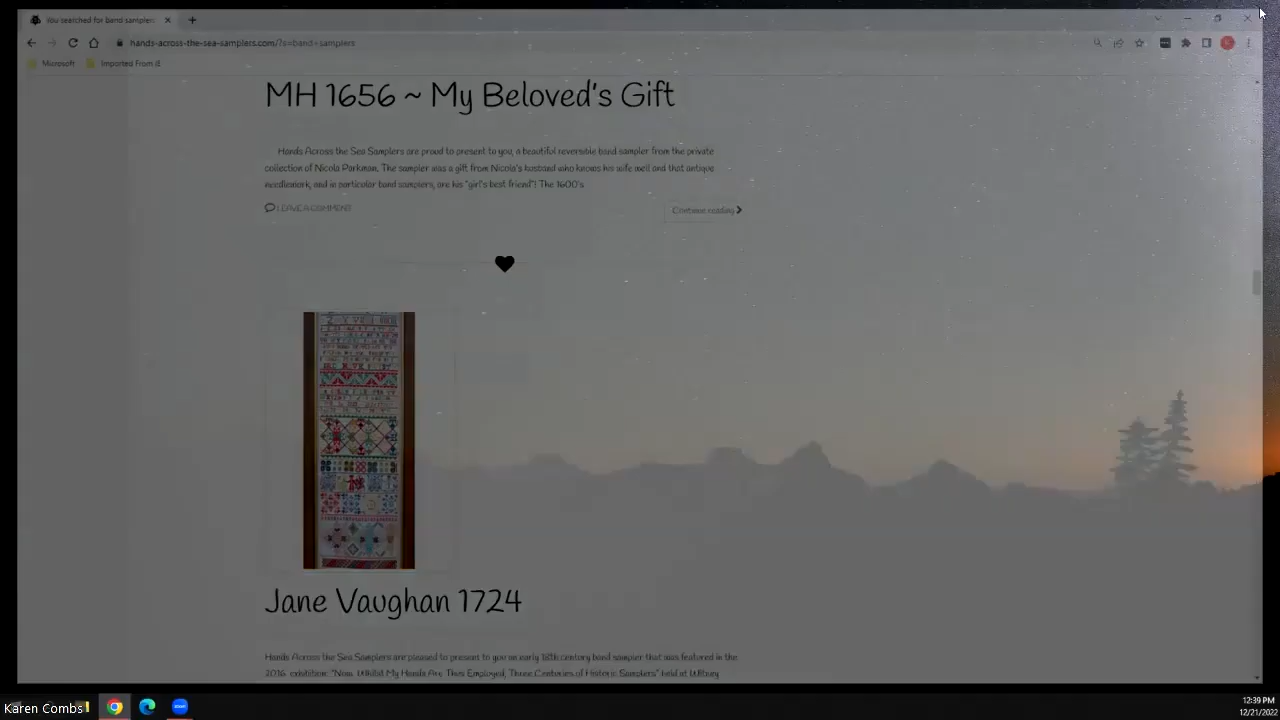 You searched for band samplers
hands-across-the-sea-samplers.com/?s=band+samplers
Microsoft
Imported From IE
MH 1656 ~ My Beloved's Gift
Hands Across the Sea Samplers are proud to present to you, a beautiful reversible band sampler from the private
collection of Nicola Parkman. The sampler was a gift from Nicola's husband who knows his wife well and that antique
needlework, and in particular band samplers, are his "girl's best friend"! The 1600's
LEAVE A COMMENT
Continue reading
Jane Vaughan 1724
Hands Across the Sea Samplers are pleased to present to you an early 18th century band sampler that was featured in the
2016 exhibition: "Now While My Hands Are Thus Employed, Three Centuries of Historic Samplers" held at Wilbury
Karen Combs
zoom
12:39 PM
12/21/2022